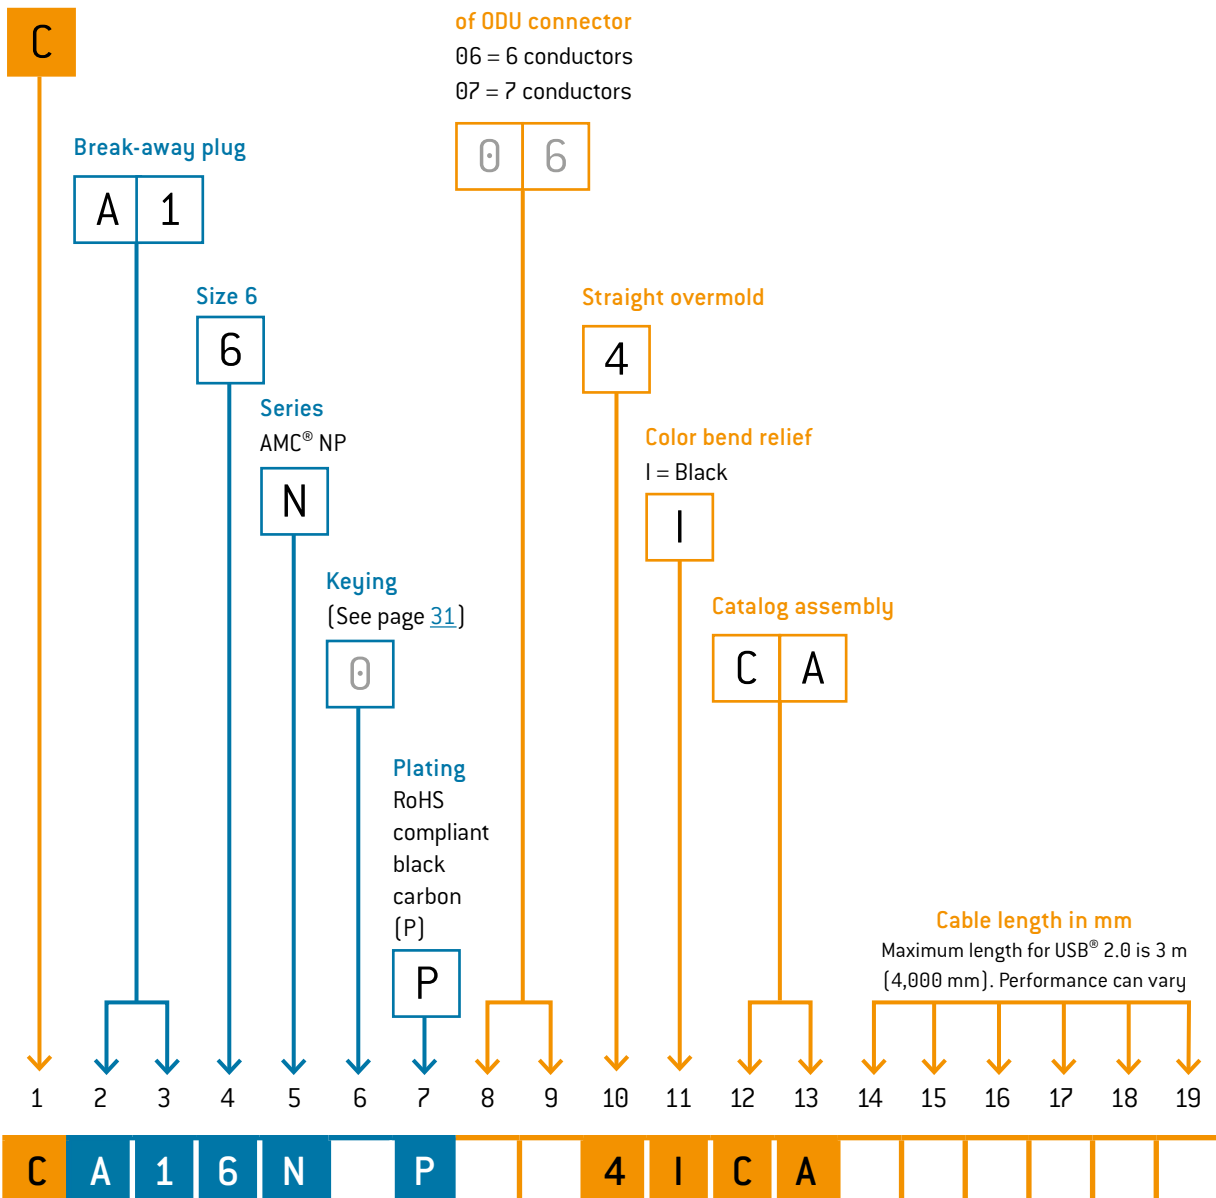 C
of ODU connector
06 = 6 conductors
07 = 7 conductors
0 6
Break-away plug
A 1
Size 6
6
Straight overmold
4
Series
AMC® NP
N
Color bend relief
I = Black
I
Keying
(See page 31)
0
Catalog assembly
C A
Plating
RoHS
compliant
black
carbon
(P)
P
Cable length in mm
Maximum length for USB® 2.0 is 3 m
(4,000 mm). Performance can vary
1 2 3 4 5 6 7 8 9 10 11 12 13 14 15 16 17 18 19
C A 1 6 N P 4 I C A